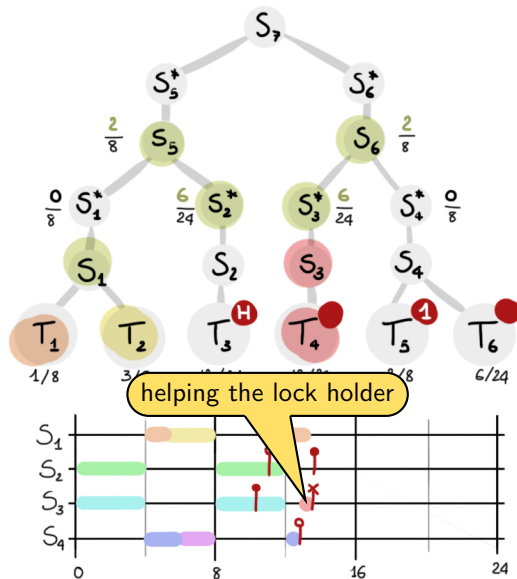 S7
S5* S6*
2/8 S5 S6 2/8
0/8 S1* 6/24 S2* S3* 6/24 S4* 0/8
S1 S2 S3 S4
T1 T2 T3 H T4 T5 1 T6
1/8 6/24
helping the lock holder
S1
S2
S3
S4
0 8 16 24